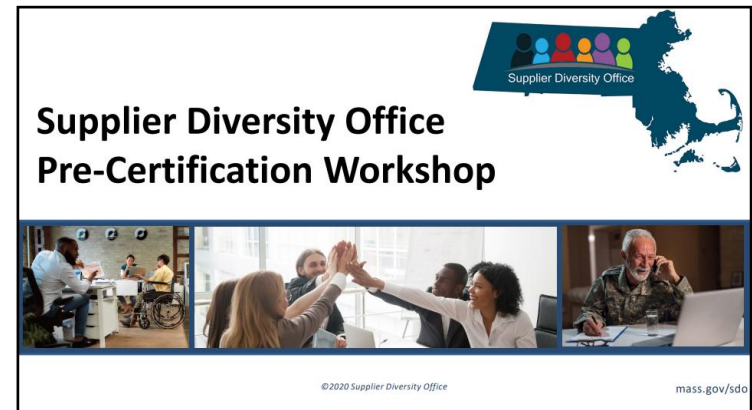 Supplier Diversity Office
Supplier Diversity Office
Pre-Certification Workshop
©2020 Supplier Diversity Office
mass.gov/sdo